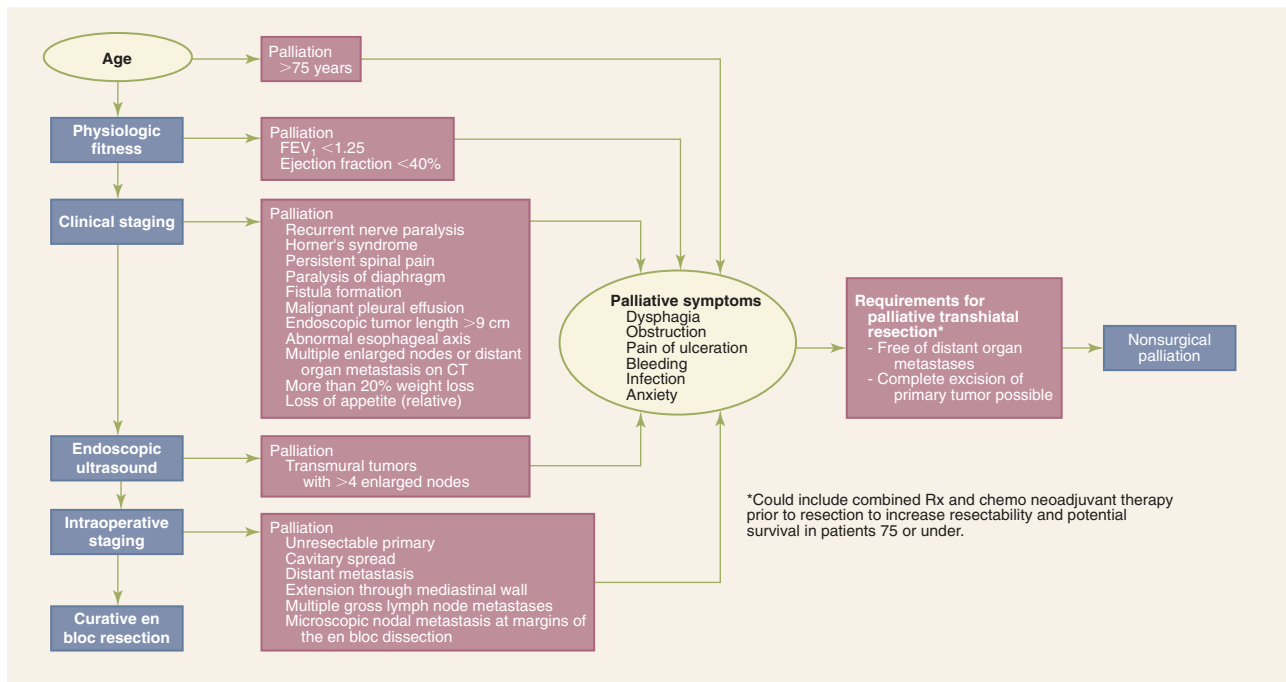 Age
Palliation
>75 years
Physiologic
fitness
Palliation
FEV₁ <1.25
Ejection fraction <40%
Clinical staging
Palliation
Recurrent nerve paralysis
Horner's syndrome
Persistent spinal pain
Paralysis of diaphragm
Fistula formation
Malignant pleural effusion
Endoscopic tumor length >9 cm
Abnormal esophageal axis
Multiple enlarged nodes or distant
organ metastasis on CT
More than 20% weight loss
Loss of appetite (relative)
Endoscopic
ultrasound
Palliation
Transmural tumors
with >4 enlarged nodes
Intraoperative
staging
Palliation
Unresectable primary
Cavitary spread
Distant metastasis
Extension through mediastinal wall
Multiple gross lymph node metastases
Microscopic nodal metastasis at margins of
the en bloc dissection
Curative en
bloc resection
Palliative symptoms
Dysphagia
Obstruction
Pain of ulceration
Bleeding
Infection
Anxiety
Requirements for
palliative transhiatal
resection*
- Free of distant organ
metastases
- Complete excision of
primary tumor possible
Nonsurgical
palliation
*Could include combined Rx and chemo neoadjuvant therapy
prior to resection to increase resectability and potential
survival in patients 75 or under.